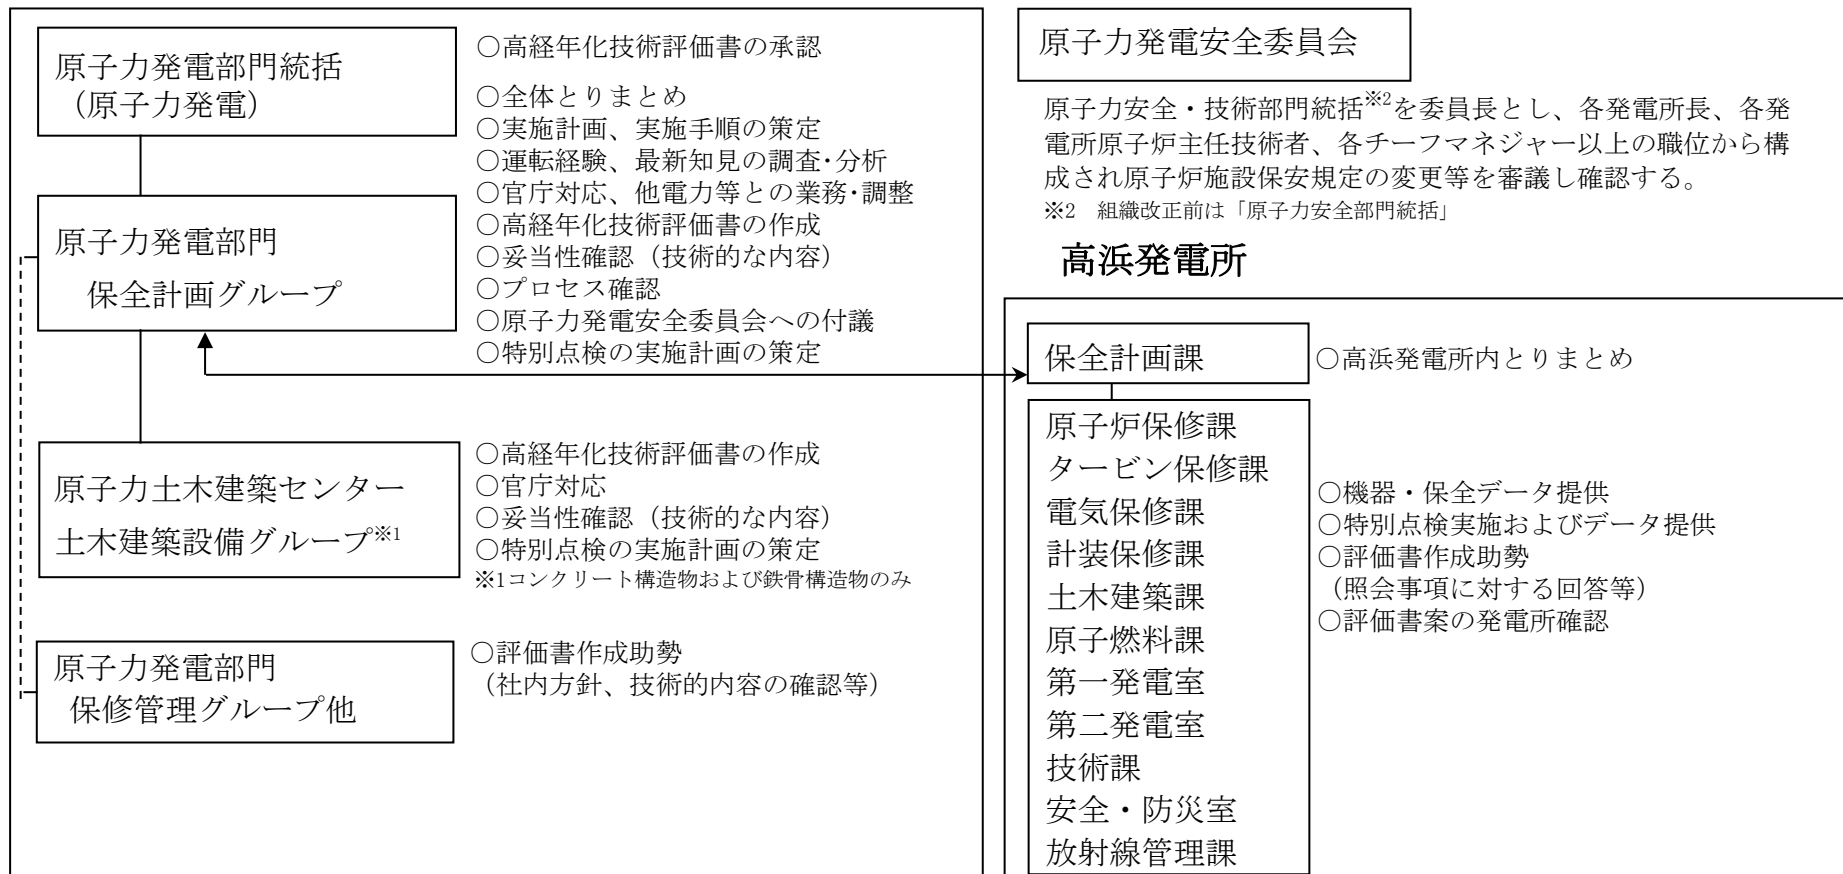 原子力発電部門統括
（原子力発電）
○高経年化技術評価書の承認
○全体とりまとめ
○実施計画、実施手順の策定
○運転経験、最新知見の調査･分析
○官庁対応、他電力等との業務･調整
○高経年化技術評価書の作成
○妥当性確認（技術的な内容）
○プロセス確認
○原子力発電安全委員会への付議
○特別点検の実施計画の策定
原子力発電部門
保全計画グループ
原子力土木建築センター
土木建築設備グループ※1
○高経年化技術評価書の作成
○官庁対応
○妥当性確認（技術的な内容）
○特別点検の実施計画の策定
※1コンクリート構造物および鉄骨構造物のみ
原子力発電部門
保修管理グループ他
○評価書作成助勢
（社内方針、技術的内容の確認等）
原子力発電安全委員会
原子力安全・技術部門統括※2を委員長とし、各発電所長、各発
電所原子炉主任技術者、各チーフマネジャー以上の職位から構
成され原子炉施設保安規定の変更等を審議し確認する。
※2　組織改正前は「原子力安全部門統括」
高浜発電所
保全計画課
○高浜発電所内とりまとめ
原子炉保修課
タービン保修課
電気保修課
計装保修課
土木建築課
原子燃料課
第一発電室
第二発電室
技術課
安全・防災室
放射線管理課
○機器・保全データ提供
○特別点検実施およびデータ提供
○評価書作成助勢
（照会事項に対する回答等）
○評価書案の発電所確認